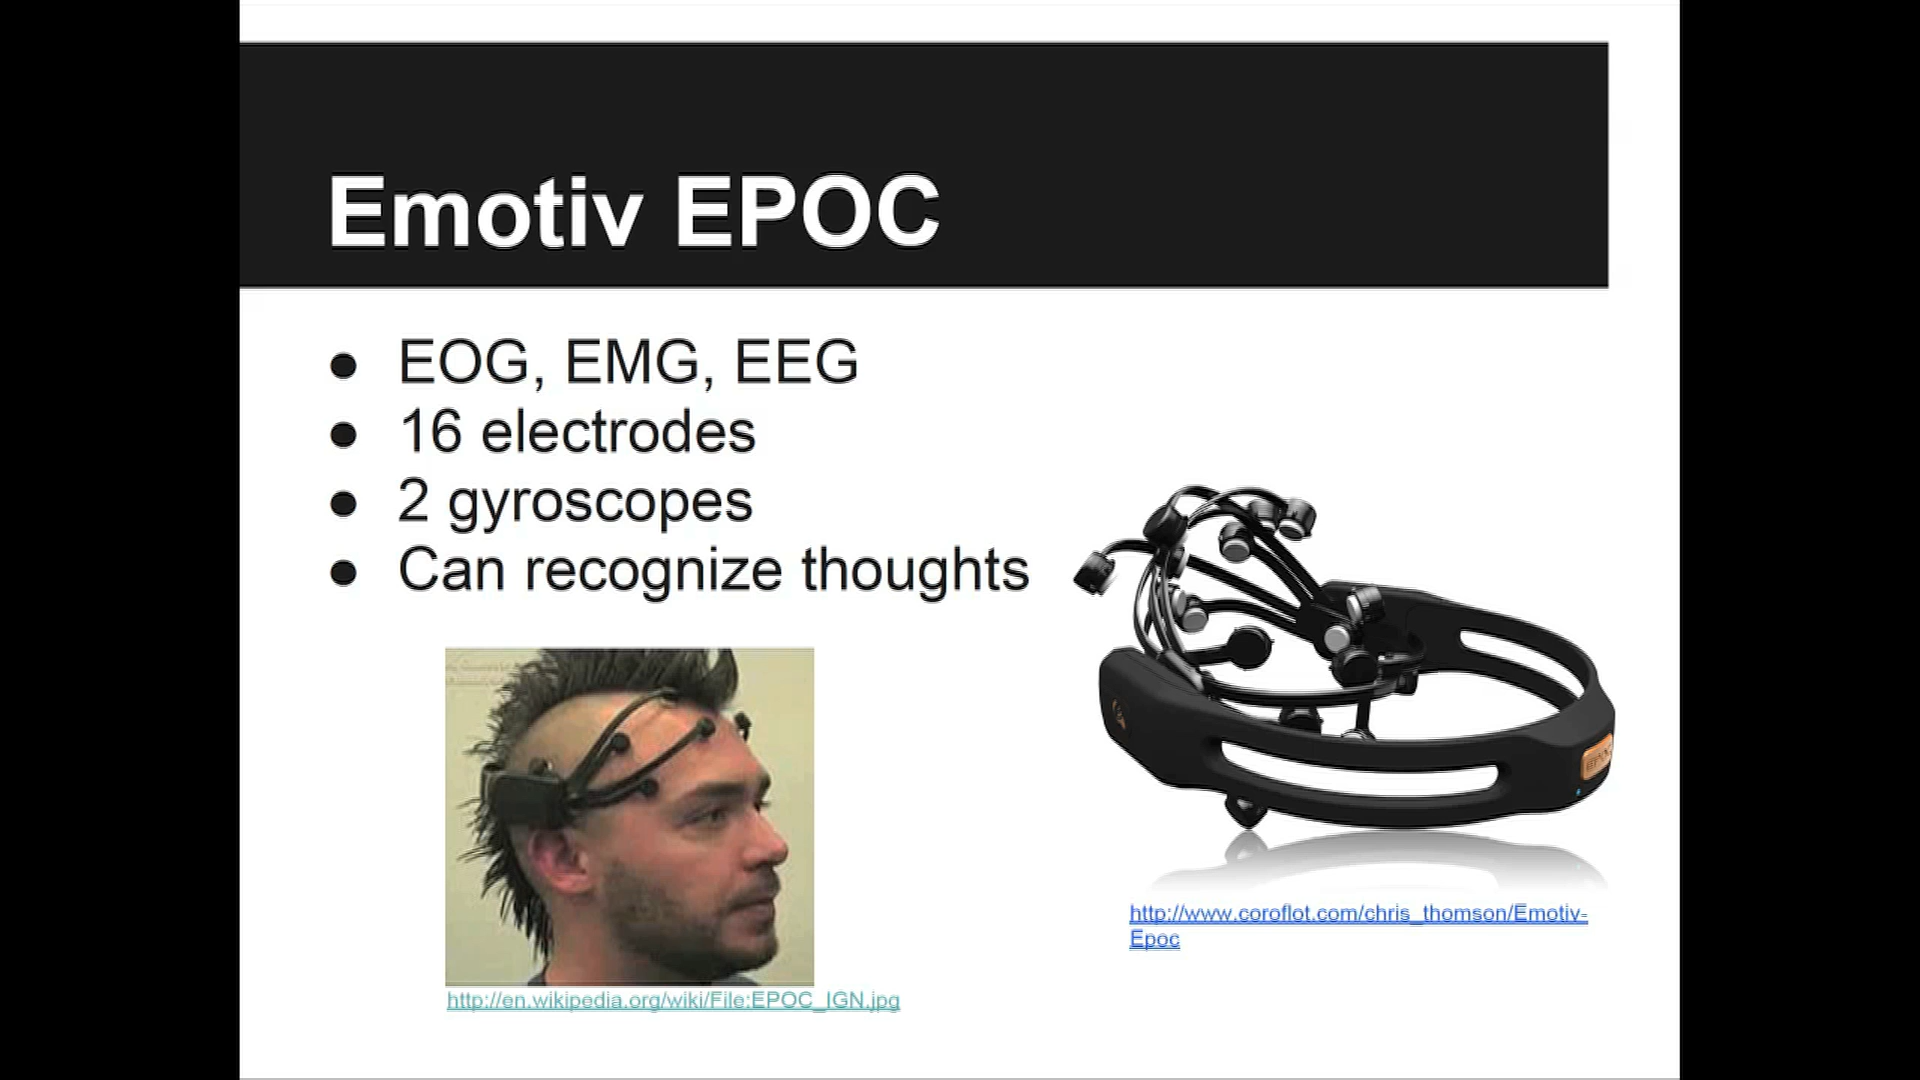 Emotiv EPOC
● EOG, EMG, EEG
● 16 electrodes
● 2 gyroscopes
● Can recognize thoughts
EPOC
http://www.coroflot.com/chris_thomson/Emotiv-
Epoc
http://en.wikipedia.org/wiki/File:EPOC_IGN.jpg